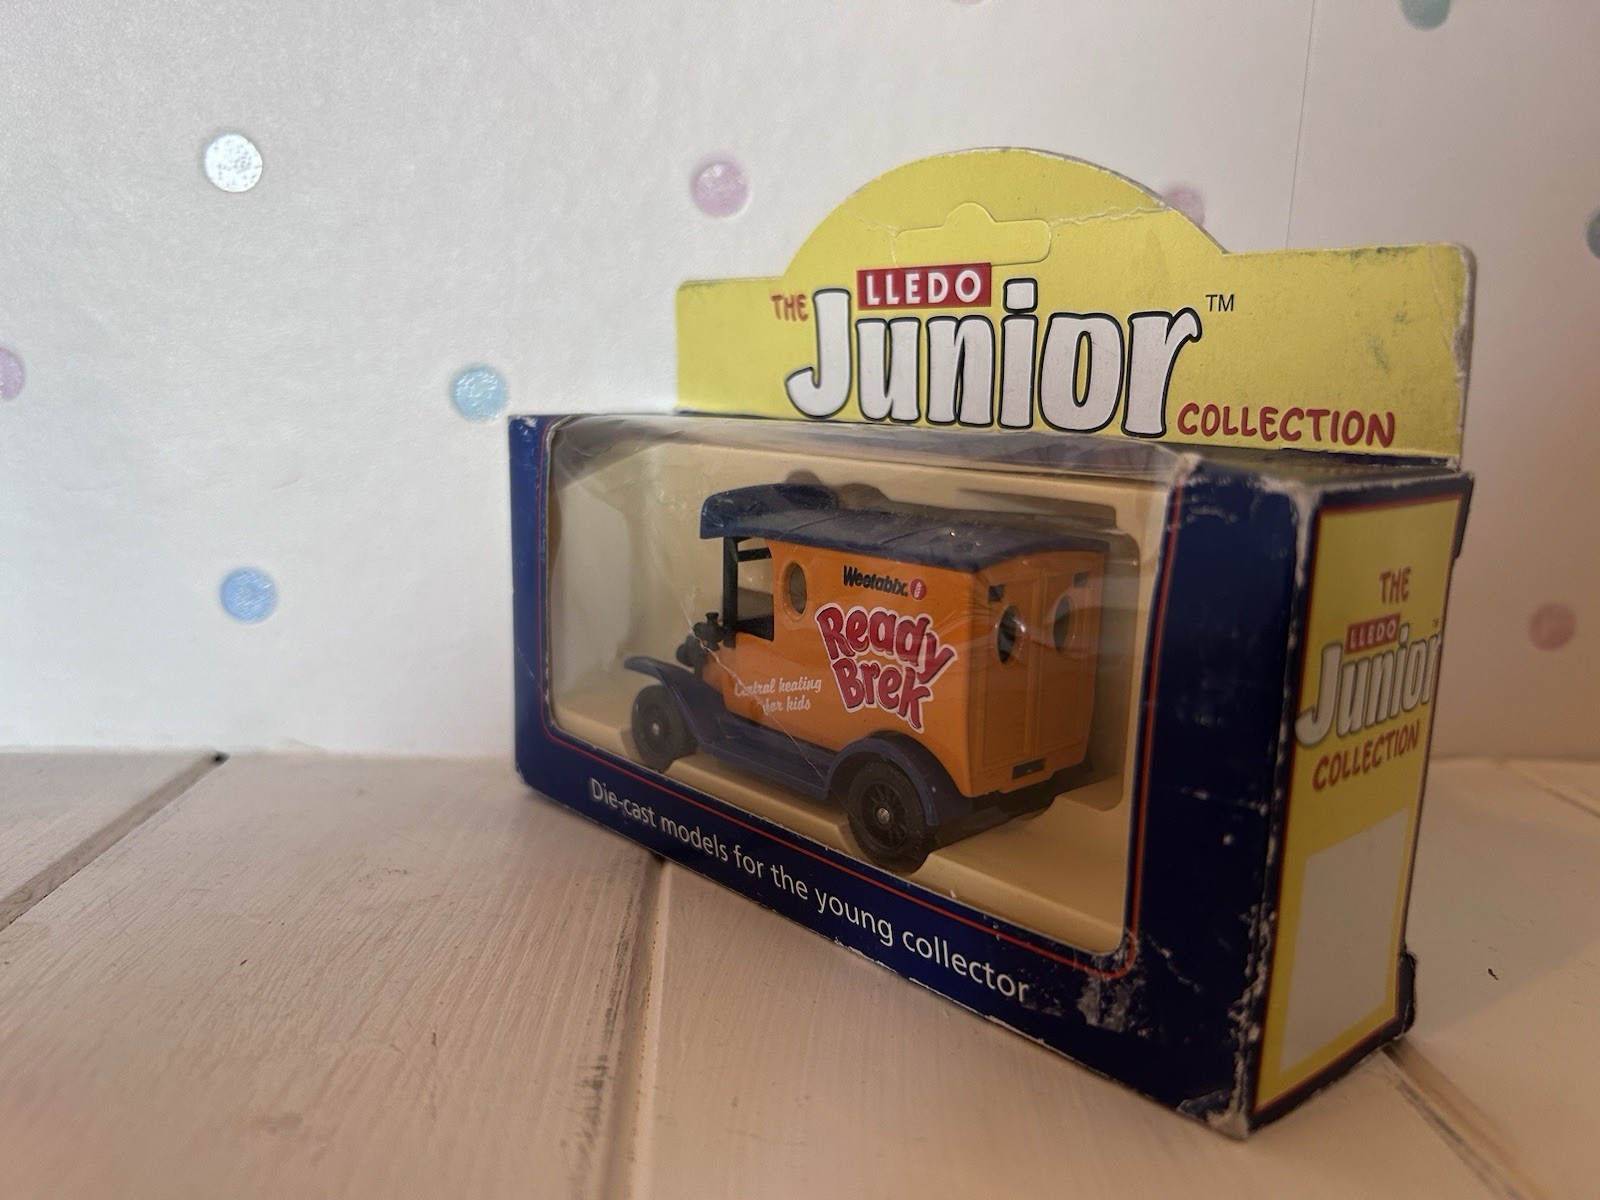 LLEDO
THE Junior™
COLLECTION
Weetabix
Ready
Brek
Central heating
for kids
Die-cast models for the young collector
THE
LLEDO
Junior™
COLLECTION